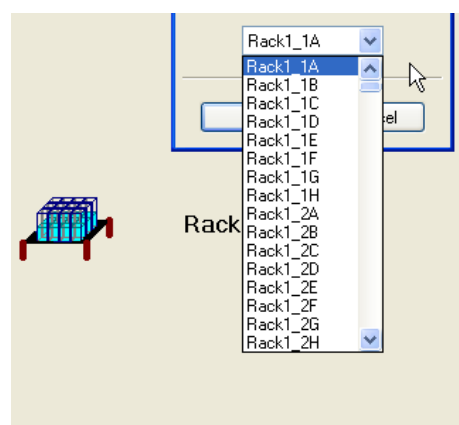 Rack1_1A
Rack1_1A
Rack1_1B
Rack1_1C
Rack1_1D
cel
Rack1_1E
Rack1_1F
Rack1_1G
Rack1_1H
Rack1_2A
Rack
Rack1_2B
Rack1_2C
Rack1_2D
Rack1_2E
Rack1_2F
Rack1_2G
Rack1_2H